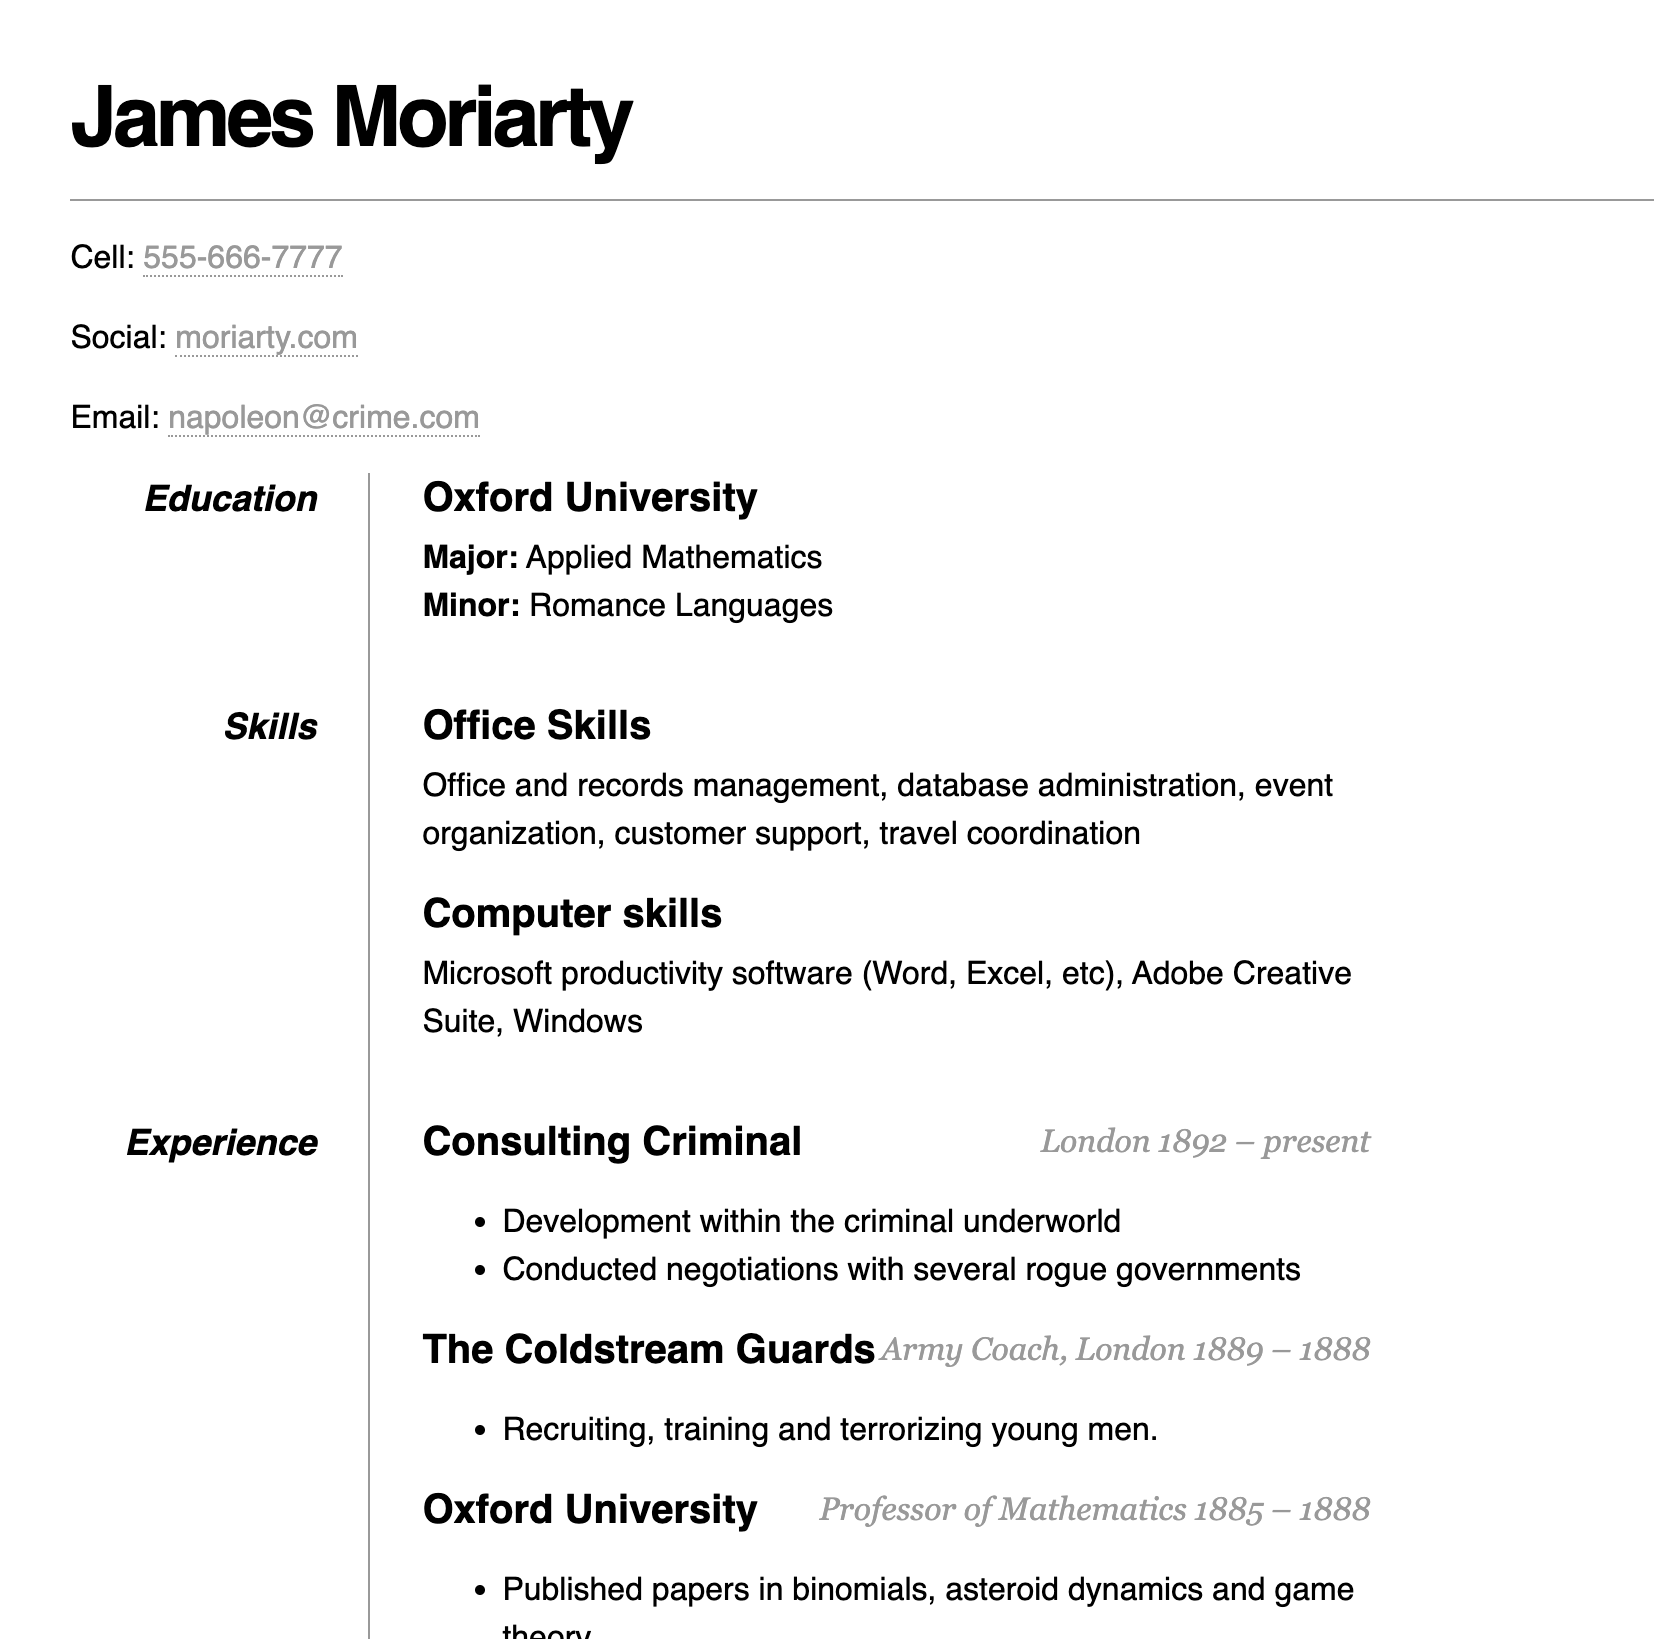 James Moriarty
Cell: 555-666-7777
Social: moriarty.com
Email: napoleon@crime.com
Education
Oxford University
Major: Applied Mathematics
Minor: Romance Languages
Skills
Office Skills
Office and records management, database administration, event
organization, customer support, travel coordination
Computer skills
Microsoft productivity software (Word, Excel, etc), Adobe Creative
Suite, Windows
Experience
Consulting Criminal London 1892 – present
• Development within the criminal underworld
• Conducted negotiations with several rogue governments
The Coldstream Guards Army Coach, London 1889 – 1888
• Recruiting, training and terrorizing young men.
Oxford University Professor of Mathematics 1885 – 1888
• Published papers in binomials, asteroid dynamics and game
theory